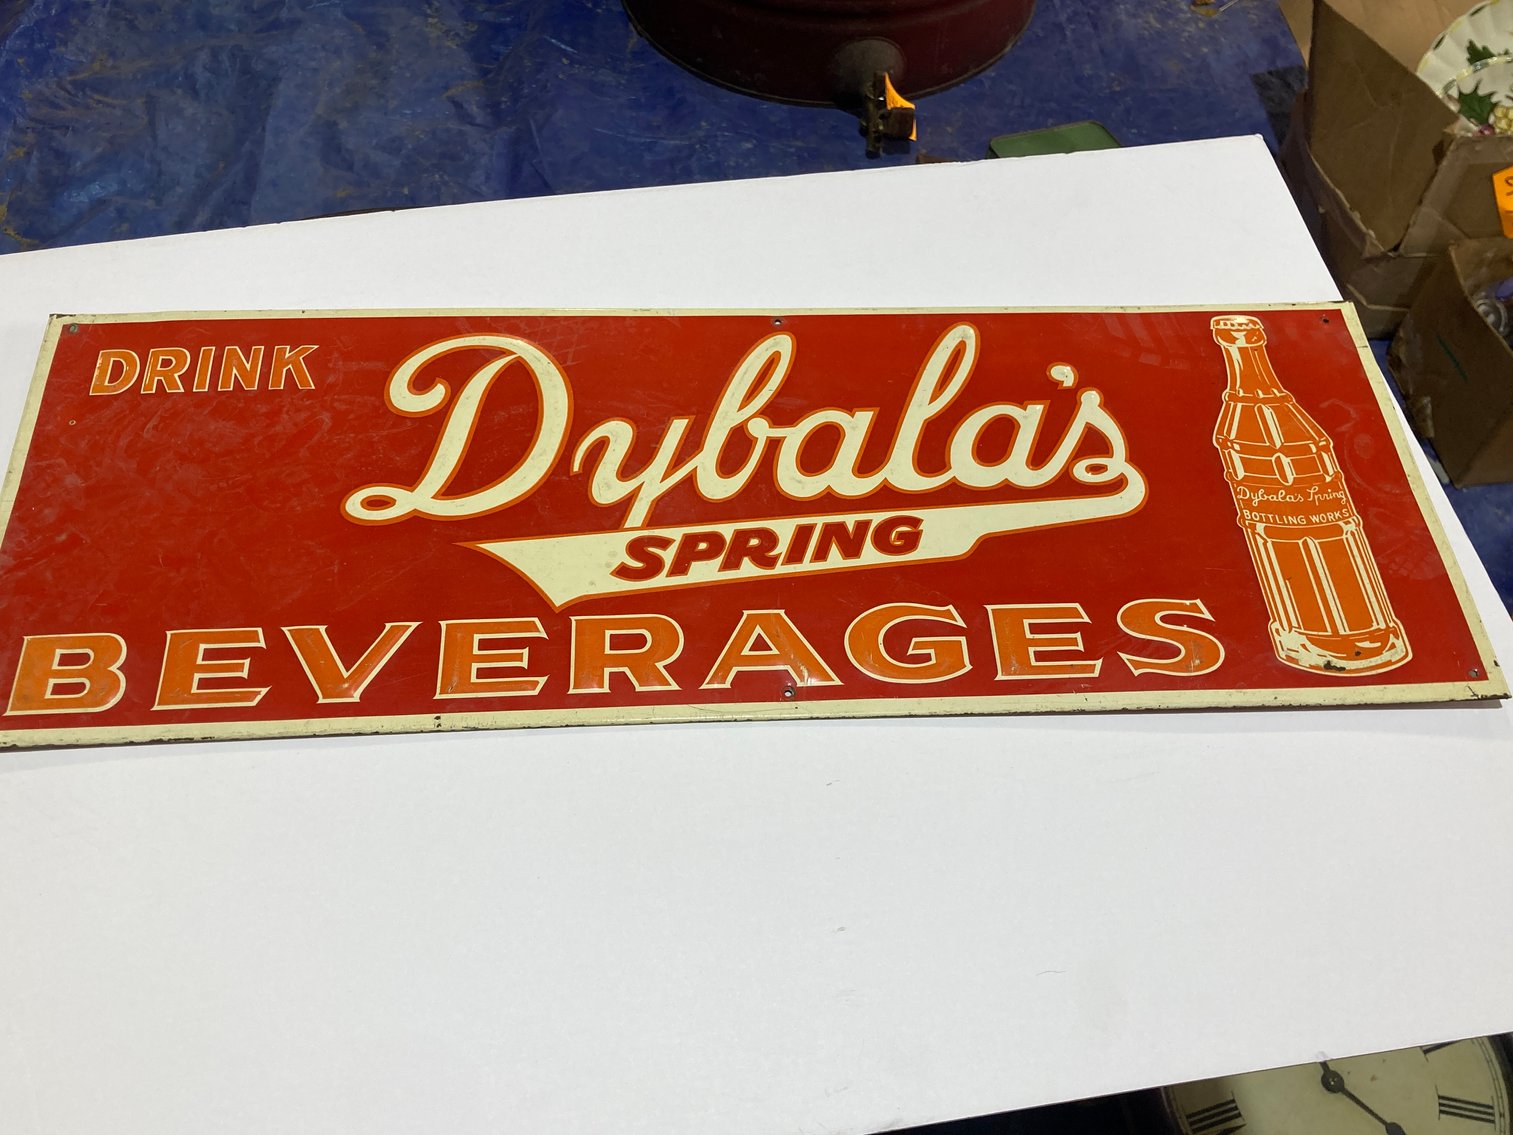 DRINK
Dybala's
SPRING
BEVERAGES
Dybala's Spring
BOTTLING WORKS